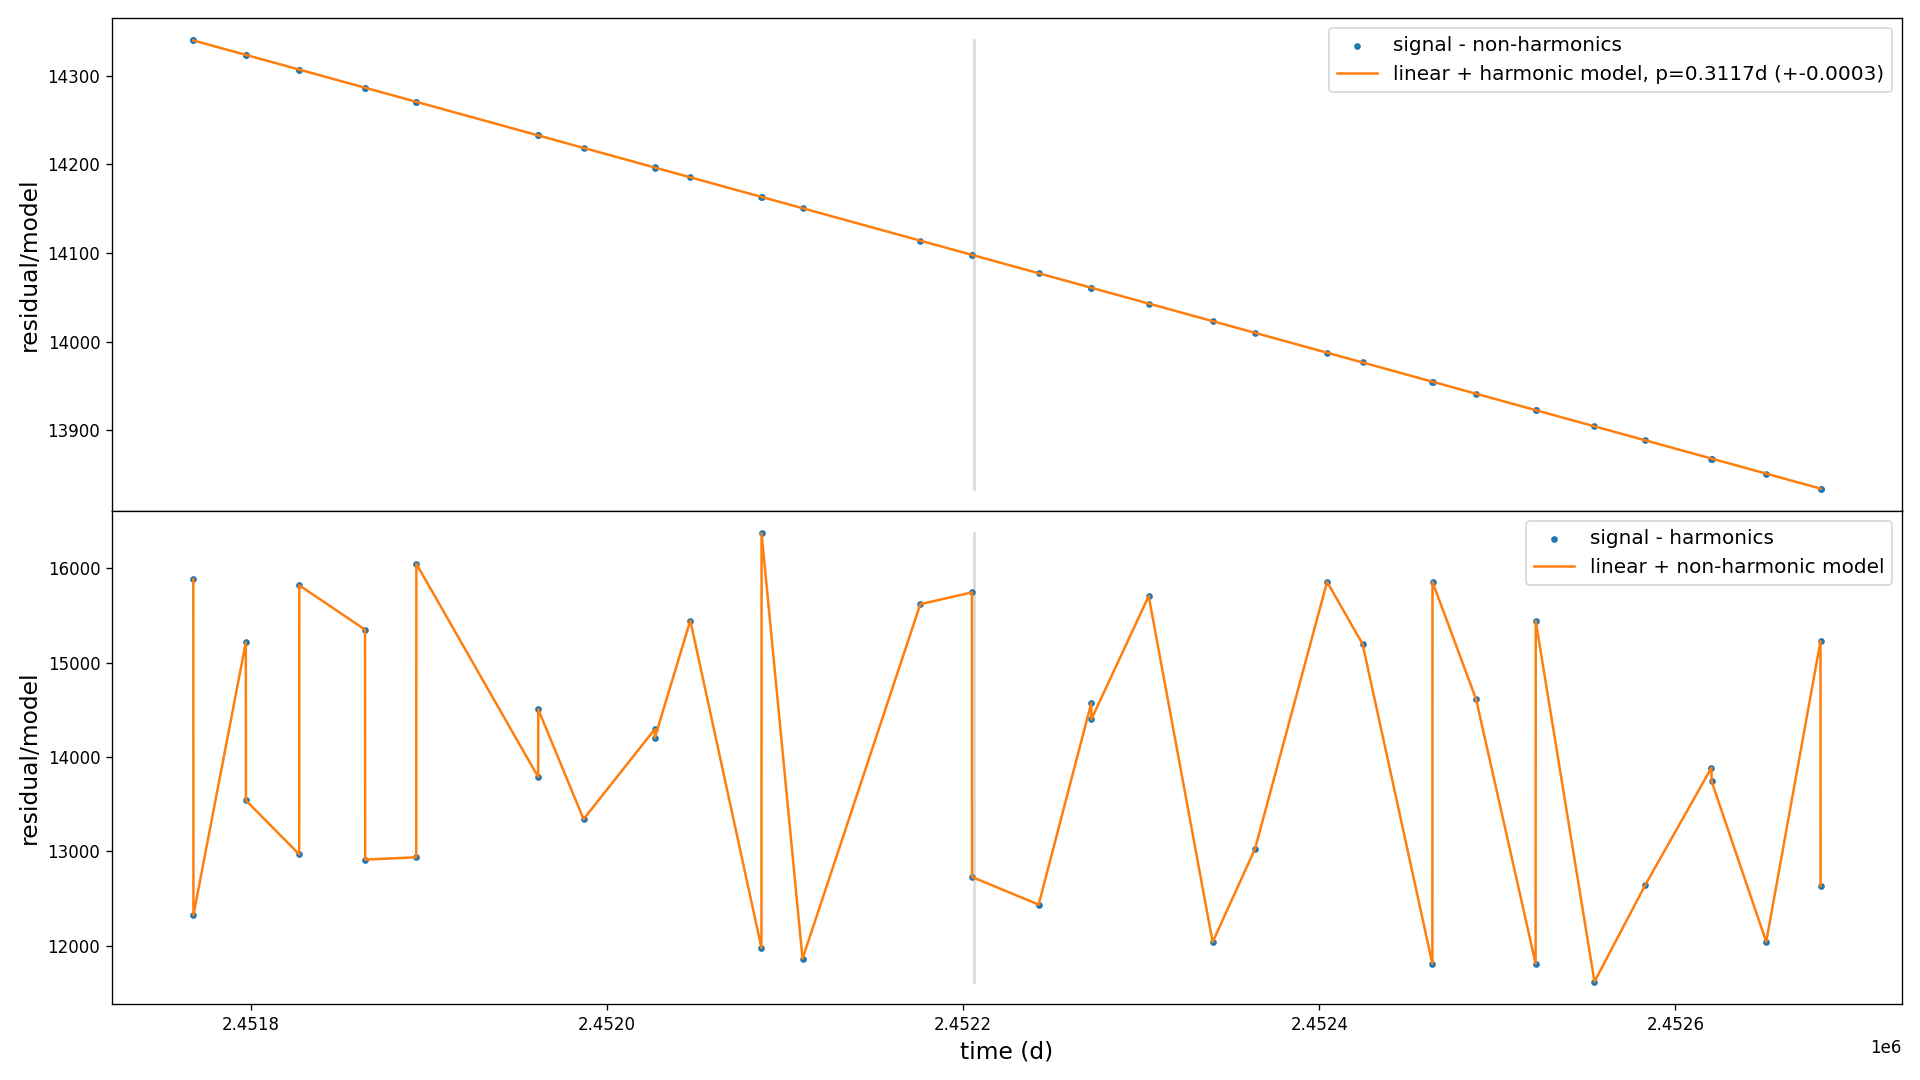 signal - non-harmonics
linear + harmonic model, p=0.3117d (+-0.0003)
14300
14200
14100
14000
13900
residual/model
signal - harmonics
linear + non-harmonic model
16000
15000
14000
13000
12000
residual/model
2.4518 2.4520 2.4522 2.4524 2.4526
time (d)
1e6